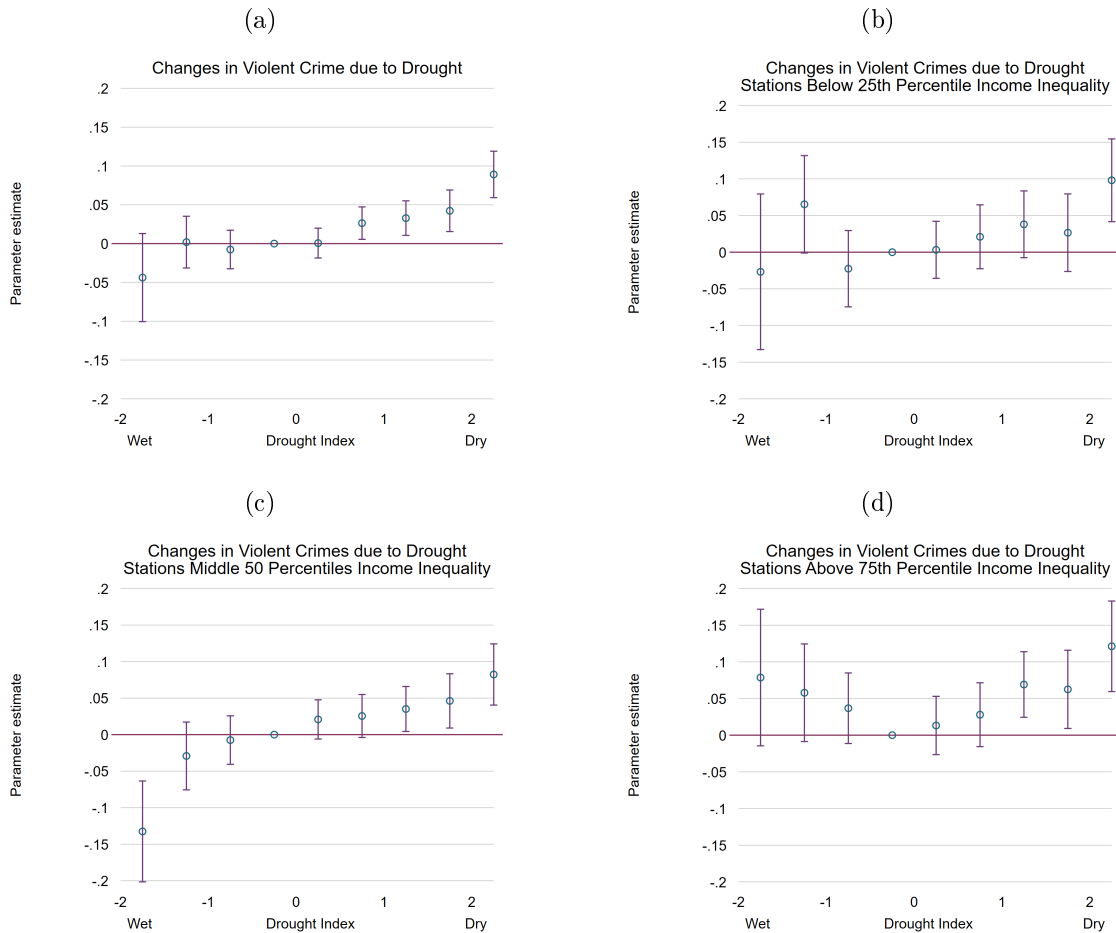 (a)
Changes in Violent Crime due to Drought
.2
.15
.1
.05
0
-.05
-.1
-.15
-.2
Parameter estimate
-2 -1 0 1 2
Wet Drought Index Dry
(b)
Changes in Violent Crimes due to Drought
Stations Below 25th Percentile Income Inequality
.2
.15
.1
.05
0
-.05
-.1
-.15
-.2
Parameter estimate
-2 -1 0 1 2
Wet Drought Index Dry
(c)
Changes in Violent Crimes due to Drought
Stations Middle 50 Percentiles Income Inequality
.2
.15
.1
.05
0
-.05
-.1
-.15
-.2
Parameter estimate
-2 -1 0 1 2
Wet Drought Index Dry
(d)
Changes in Violent Crimes due to Drought
Stations Above 75th Percentile Income Inequality
.2
.15
.1
.05
0
-.05
-.1
-.15
-.2
Parameter estimate
-2 -1 0 1 2
Wet Drought Index Dry